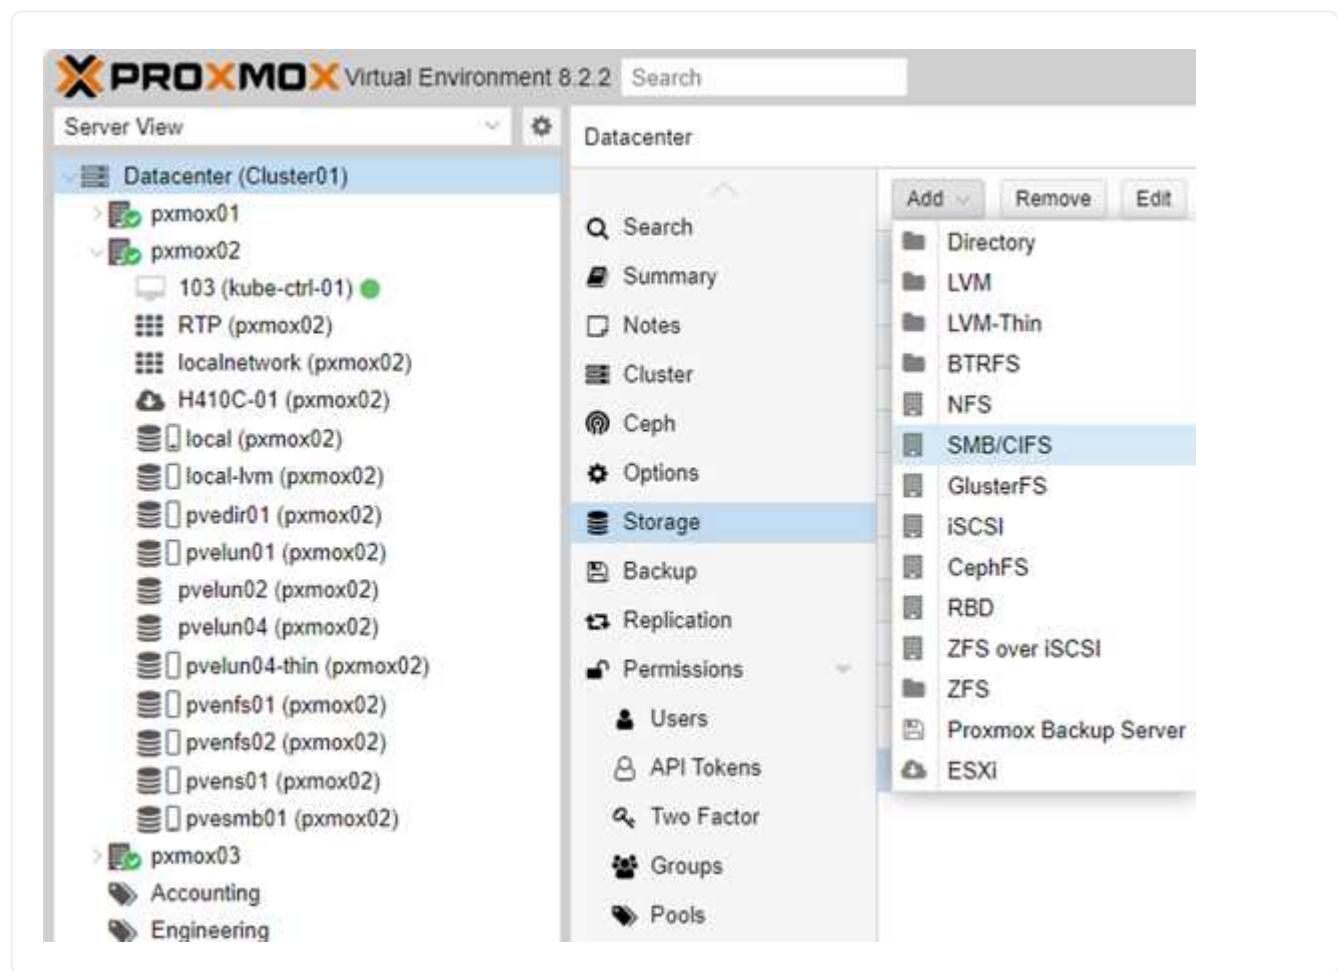 PROXMOX Virtual Environment 8.2.2 Search
Server View
Datacenter (Cluster01)
pxmox01
pxmox02
103 (kube-ctrl-01)
RTP (pxmox02)
localnetwork (pxmox02)
H410C-01 (pxmox02)
local (pxmox02)
local-lvm (pxmox02)
pvedir01 (pxmox02)
pvelun01 (pxmox02)
pvelun02 (pxmox02)
pvelun04 (pxmox02)
pvelun04-thin (pxmox02)
pvenfs01 (pxmox02)
pvenfs02 (pxmox02)
pvens01 (pxmox02)
pvesmb01 (pxmox02)
pxmox03
Accounting
Engineering
Datacenter
Search
Summary
Notes
Cluster
Ceph
Options
Storage
Backup
Replication
Permissions
Users
API Tokens
Two Factor
Groups
Pools
Add Remove Edit
Directory
LVM
LVM-Thin
BTRFS
NFS
SMB/CIFS
GlusterFS
iSCSI
CephFS
RBD
ZFS over iSCSI
ZFS
Proxmox Backup Server
ESXi